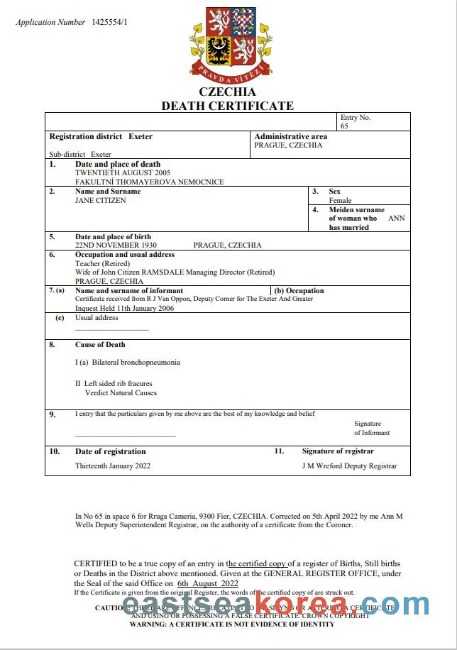 Application Number 1425554/1
PRAVDA VÍTĚZÍ
CZECHIA
DEATH CERTIFICATE
Entry No.
65
Registration district Exeter
Administrative area
PRAGUE, CZECHIA
Sub-district Exeter
1. Date and place of death
TWENTIETH AUGUST 2005
FAKULTNÍ THOMAYEROVA NEMOCNICE
2. Name and Surname
JANE CITIZEN
3. Sex
Female
4. Meiden surname
of woman who ANN
has married
5. Date and place of birth
22ND NOVEMBER 1930 PRAGUE, CZECHIA
6. Occupation and usual address
Teacher (Retired)
Wife of John Citizen RAMSDALE Managing Director (Retired)
PRAGUE, CZECHIA
7. (a) Name and surname of informant (b) Occupation
Certificate received from R J Van Oppon, Deputy Corner for The Exeter And Greater
Inquest Held 11th January 2006
(c) Usual address
8. Cause of Death
I (a) Bilateral bronchopneumonia
II Left sided rib fracures
Verdict Natural Causes
9. I entry that the particulars given by me above are the best of my knowledge and belief
Signature
of Informant
10. Date of registration
11. Signature of registrar
Thirteenth January 2022
J M Wreford Deputy Registrar
In No 65 in space 6 for Rruga Cameria, 9300 Fier, CZECHIA. Corrected on 5th April 2022 by me Ann M
Wells Deputy Superintendent Registrar, on the authority of a certificate from the Coroner.
CERTIFIED to be a true copy of an entry in the certified copy of a register of Births, Still births
or Deaths in the District above mentioned. Given at the GENERAL REGISTER OFFICE, under
the Seal of the said Office on 6th August 2022
If the Certificate is given from the original Register, the words the certified copy of are struck out.
CAUTION: A CERTIFICATE
eastseakorea.com
AND USING OR POSSESSING A FALSE CERTIFICATE. CROWN COPYRIGHT
WARNING: A CERTIFICATE IS NOT EVIDENCE OF IDENTITY